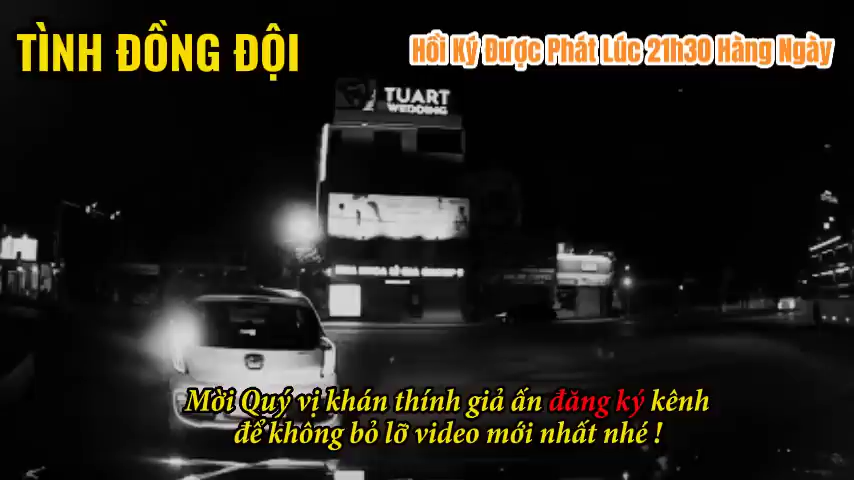 TÌNH ĐỒNG ĐỘI
Hồi Ký Được Phát Lúc 21h30 Hàng Ngày
TUART
WEDDING
Mời Quý vị khán thính giả ấn đăng ký kênh
để không bỏ lỡ video mới nhất nhé !